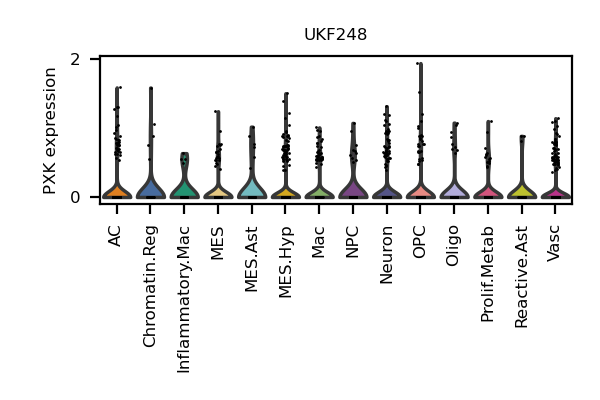 UKF248
PXK expression
2
0
AC
Chromatin.Reg
Inflammatory.Mac
MES
MES.Ast
MES.Hyp
Mac
NPC
Neuron
OPC
Oligo
Prolif.Metab
Reactive.Ast
Vasc